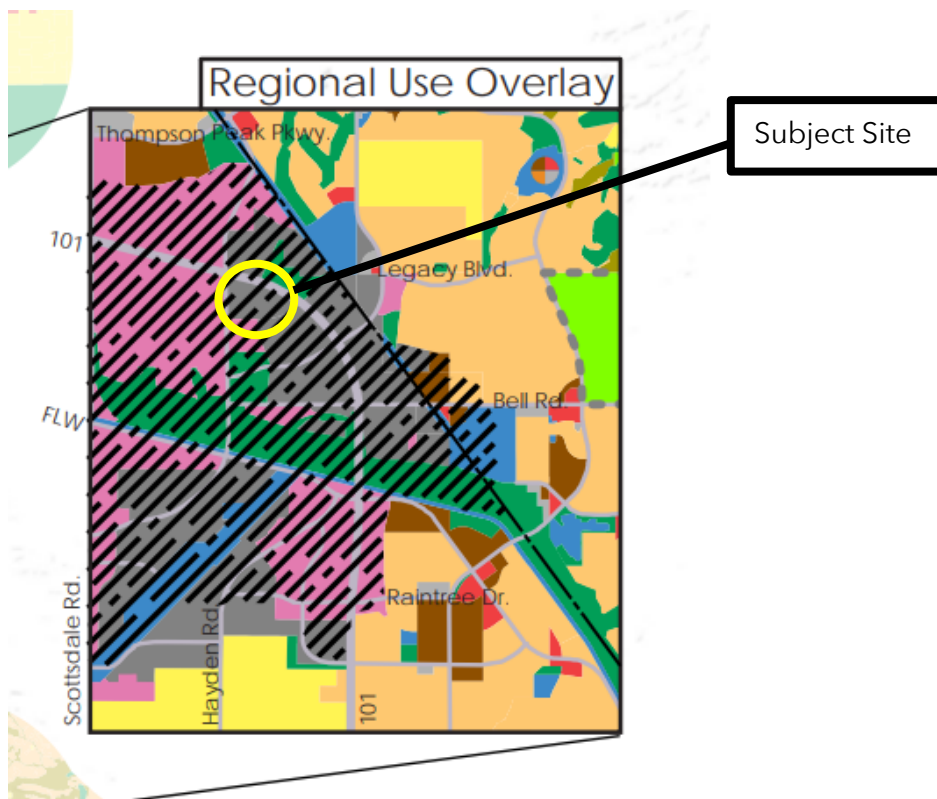 Regional Use Overlay
Subject Site
Thompson Peak Pkwy.
101
Legacy Blvd.
Bell Rd.
FLW
Raintree Dr.
Scottsdale Rd.
Hayden Rd.
101